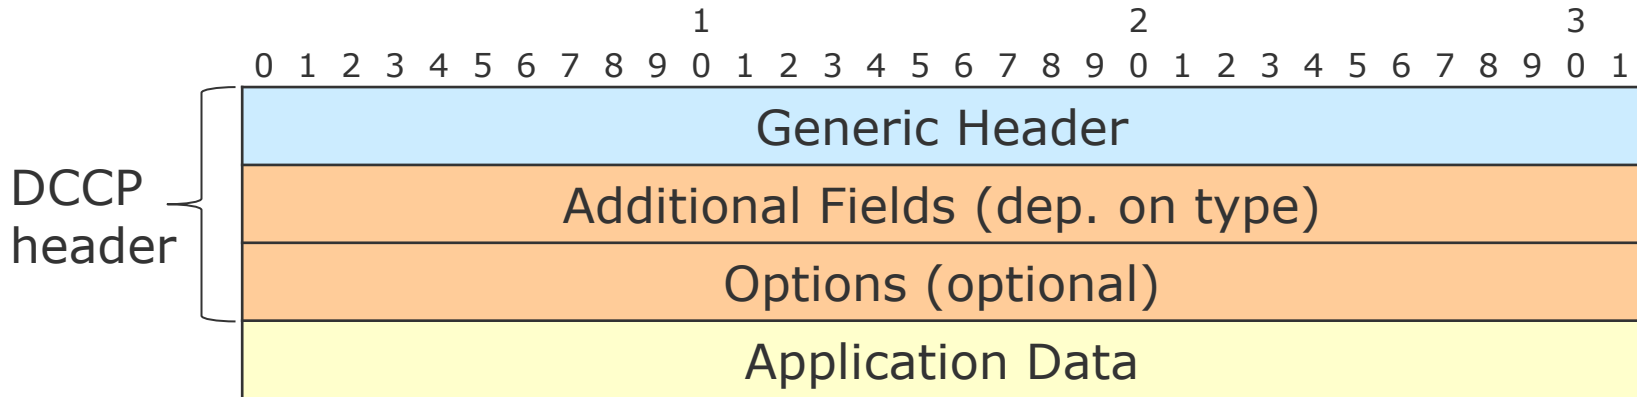 1 2 3
0 1 2 3 4 5 6 7 8 9 0 1 2 3 4 5 6 7 8 9 0 1 2 3 4 5 6 7 8 9 0 1
Generic Header
DCCP
header
Additional Fields (dep. on type)
Options (optional)
Application Data